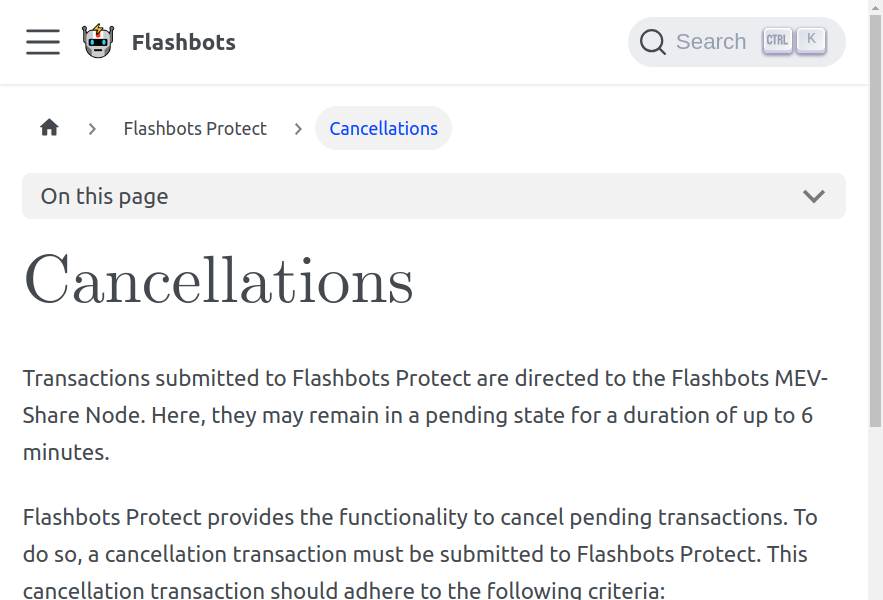 Flashbots
Search CTRL K
Flashbots Protect
Cancellations
On this page
Cancellations
Transactions submitted to Flashbots Protect are directed to the Flashbots MEV-
Share Node. Here, they may remain in a pending state for a duration of up to 6
minutes.
Flashbots Protect provides the functionality to cancel pending transactions. To
do so, a cancellation transaction must be submitted to Flashbots Protect. This
cancellation transaction should adhere to the following criteria: